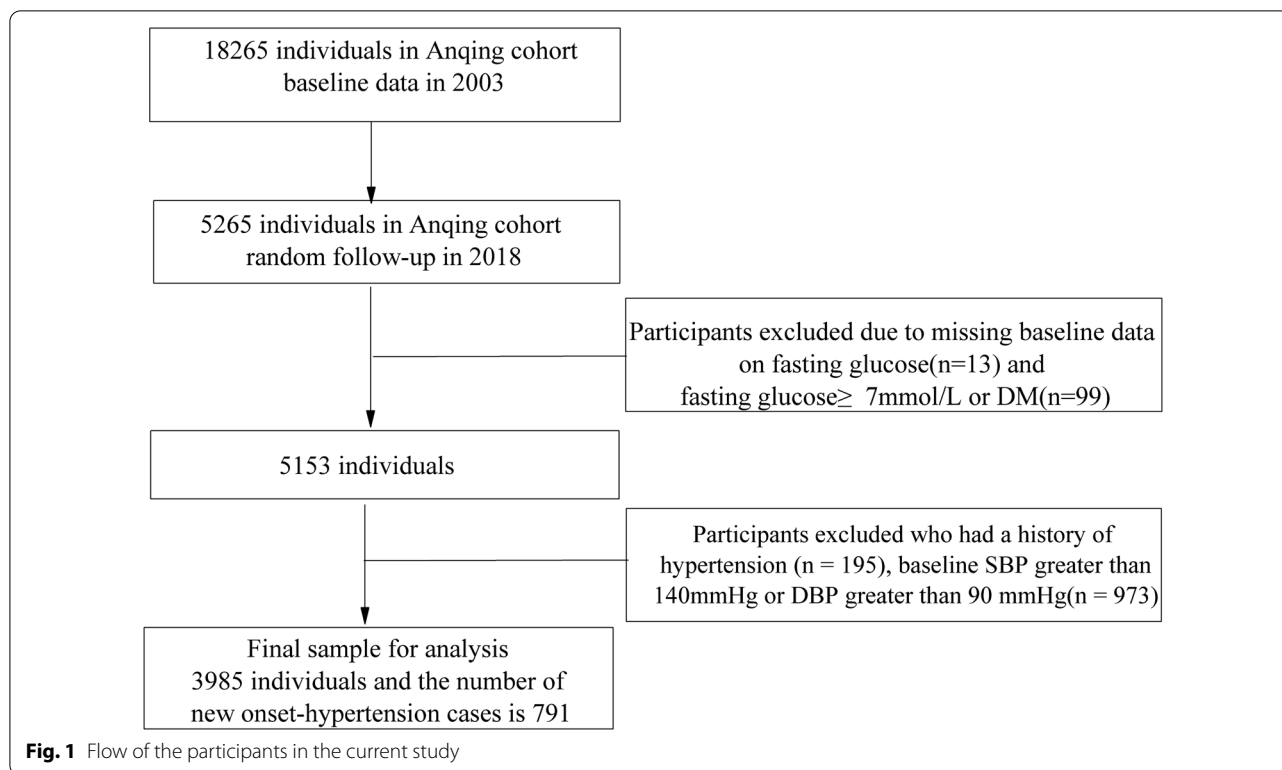 18265 individuals in Anqing cohort
baseline data in 2003
5265 individuals in Anqing cohort
random follow-up in 2018
Participants excluded due to missing baseline data
on fasting glucose(n=13) and
fasting glucose≥ 7mmol/L or DM(n=99)
5153 individuals
Participants excluded who had a history of
hypertension (n = 195), baseline SBP greater than
140mmHg or DBP greater than 90 mmHg(n = 973)
Final sample for analysis
3985 individuals and the number of
new onset-hypertension cases is 791
Fig. 1 Flow of the participants in the current study